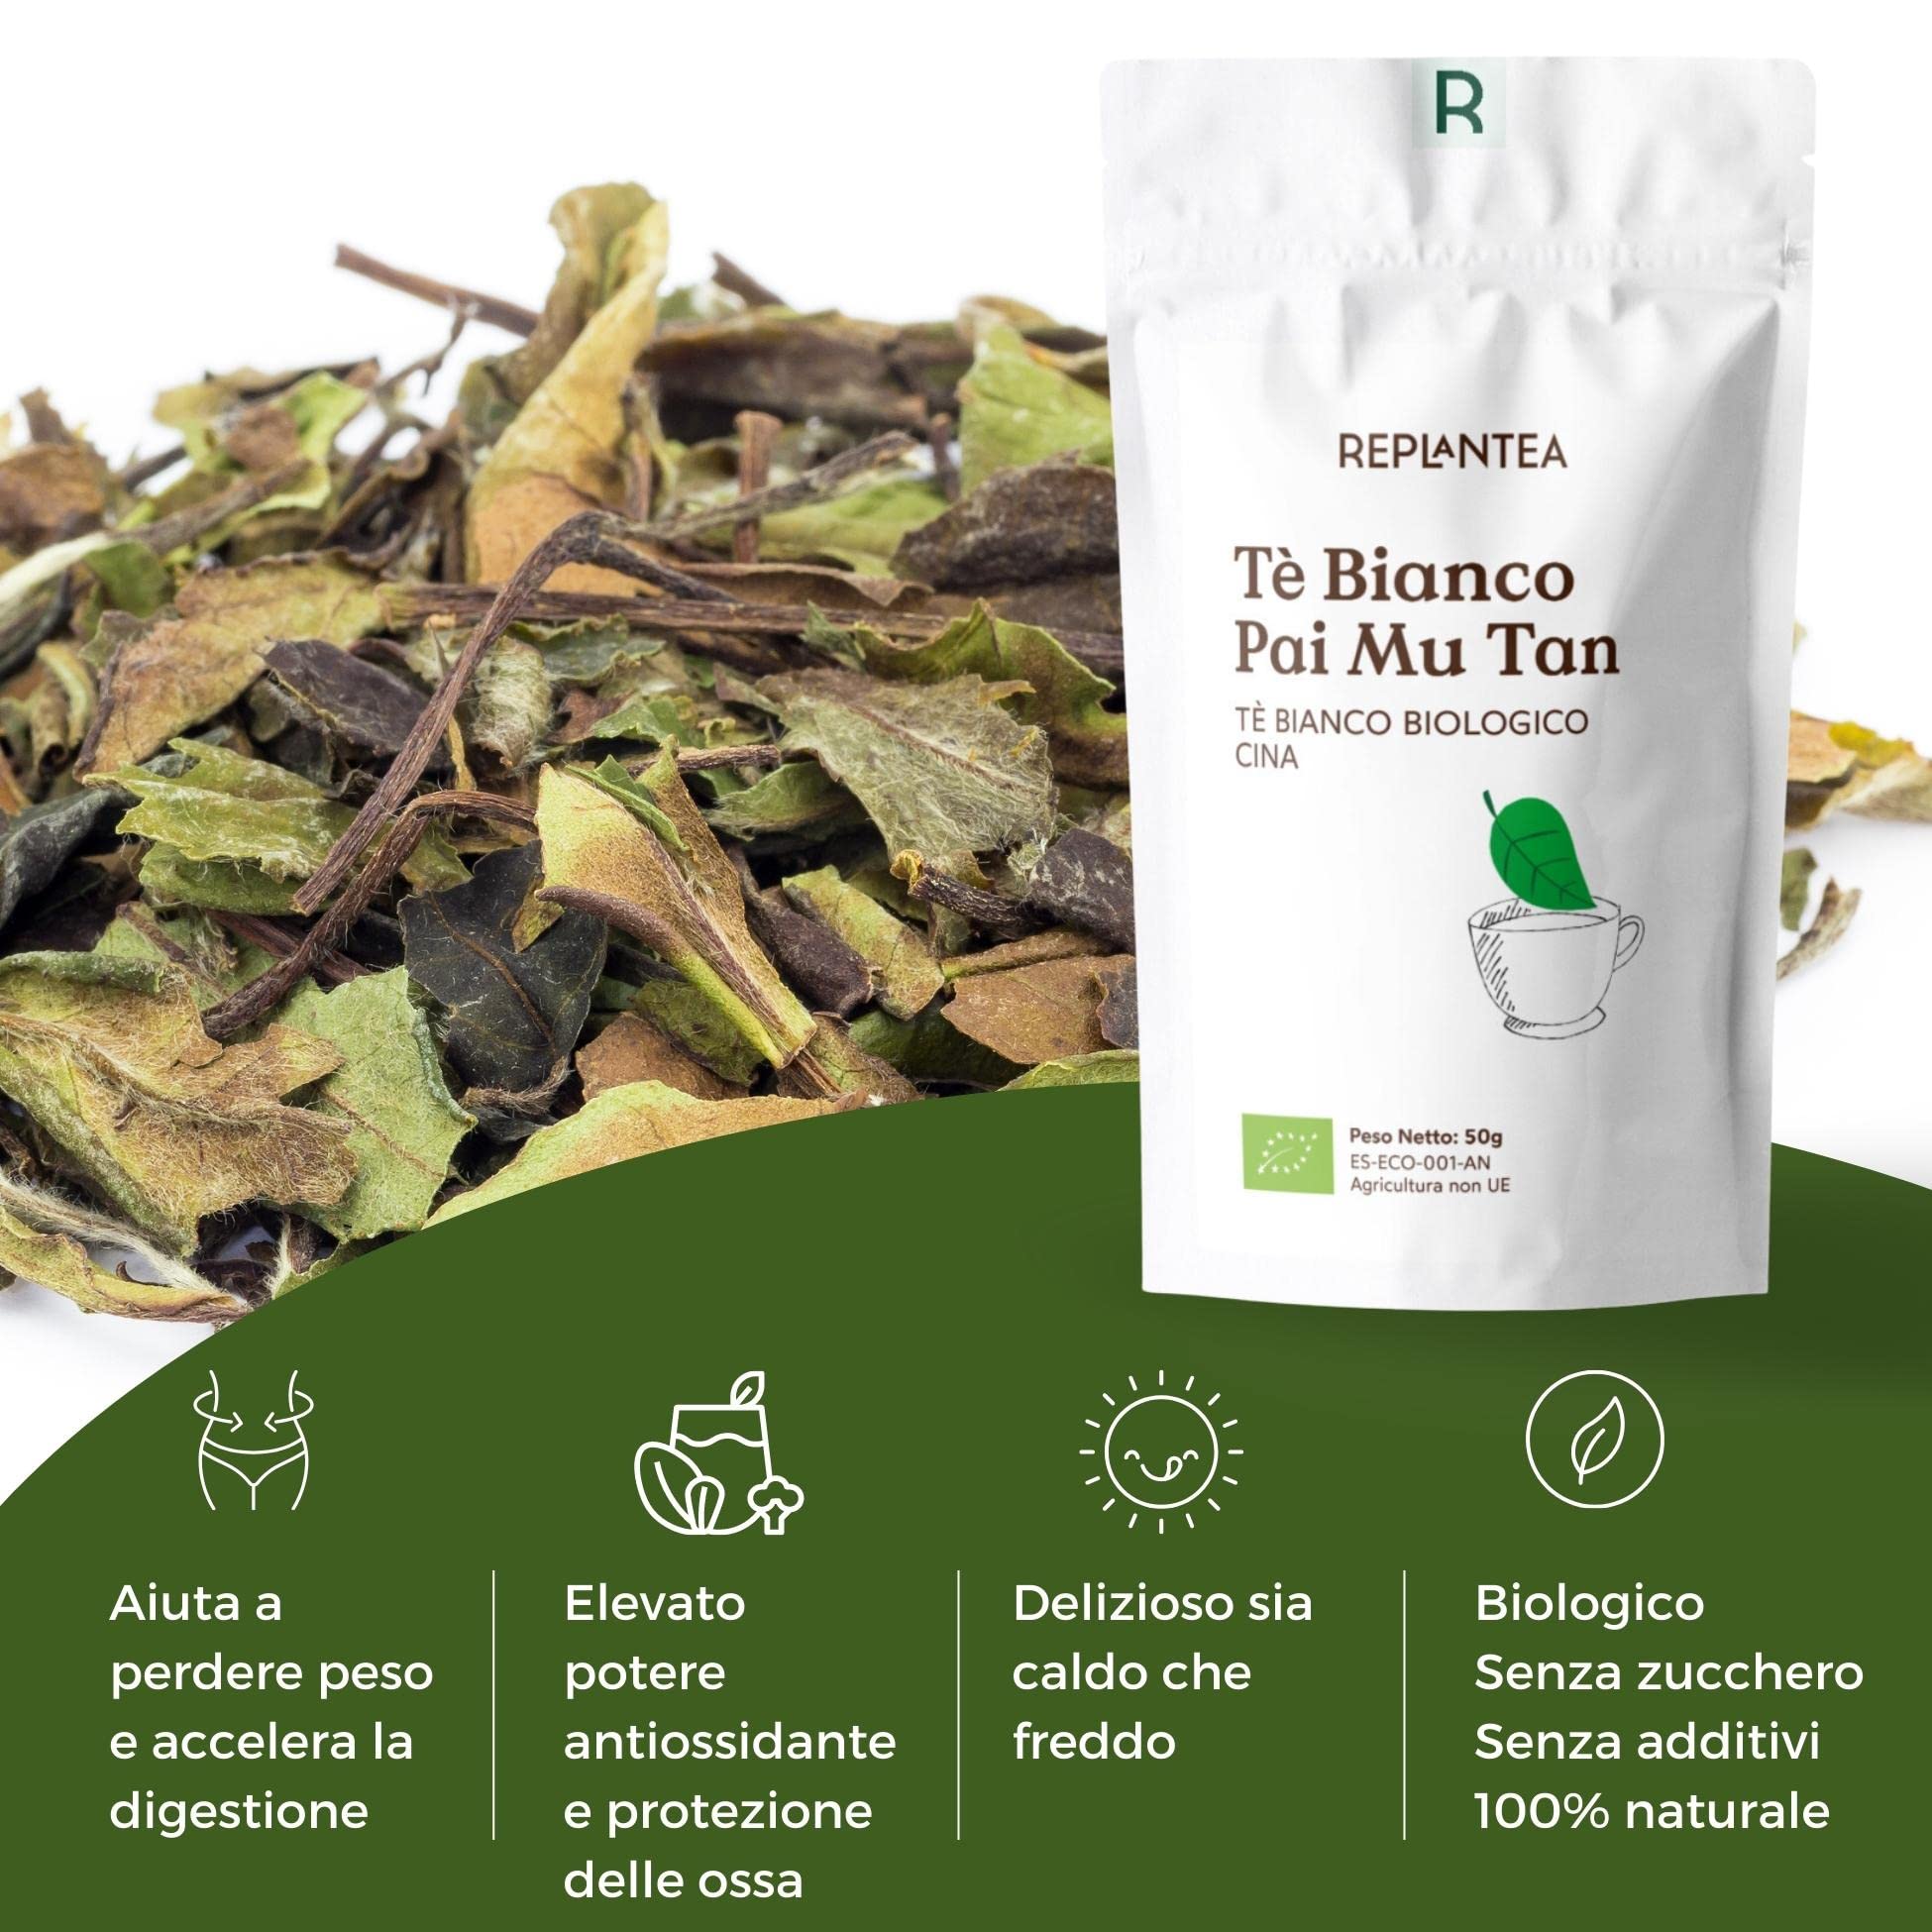 R
REPLANTEA
Tè Bianco
Pai Mu Tan
TÈ BIANCO BIOLOGICO
CINA
Peso Netto: 50g
ES-ECO-001-AN
Agricultura non UE
Aiuta a
perdere peso
e accelera la
digestione
Elevato
potere
antiossidante
e protezione
delle ossa
Delizioso sia
caldo che
freddo
Biologico
Senza zucchero
Senza additivi
100% naturale